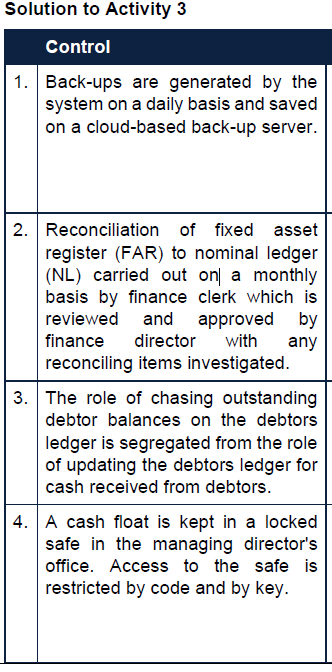 Solution to Activity 3
Control
1. Back-ups are generated by the
system on a daily basis and saved
on a cloud-based back-up server.
2. Reconciliation of fixed asset
register (FAR) to nominal ledger
(NL) carried out on a monthly
basis by finance clerk which is
reviewed and approved by
finance director with any
reconciling items investigated.
3. The role of chasing outstanding
debtor balances on the debtors
ledger is segregated from the role
of updating the debtors ledger for
cash received from debtors.
4. A cash float is kept in a locked
safe in the managing director's
office. Access to the safe is
restricted by code and by key.